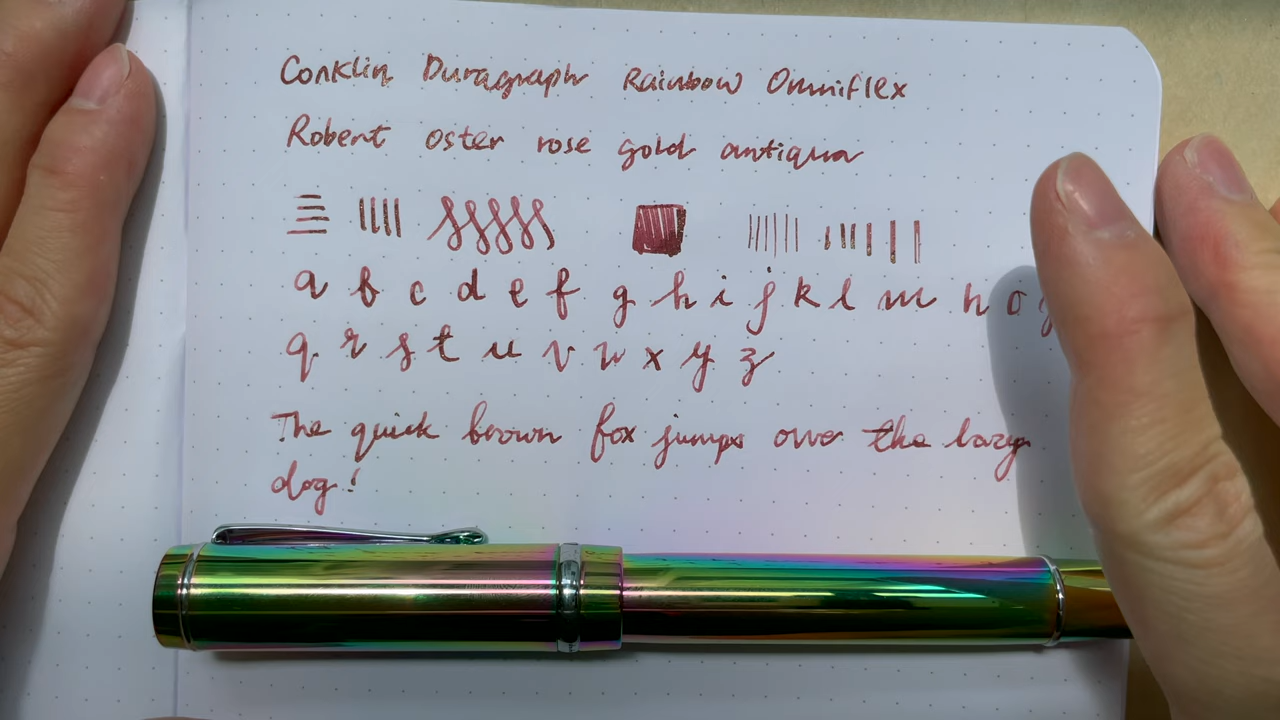 Conklin Duragraph Rainbow Omniflex
Robert oster rose gold antiqua
a b c d e f g h i j k l m n o
q r s t u v w x y z
The quick brown fox jumps over the lazy
dog!